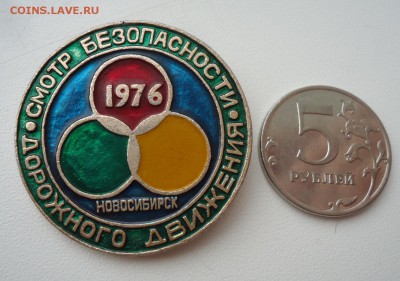 COINS.LAVE.RU
• СМОТР БЕЗОПАСНОСТИ •
ДОРОЖНОГО ДВИЖЕНИЯ
1976
НОВОСИБИРСК
5
РУБЛЕЙ